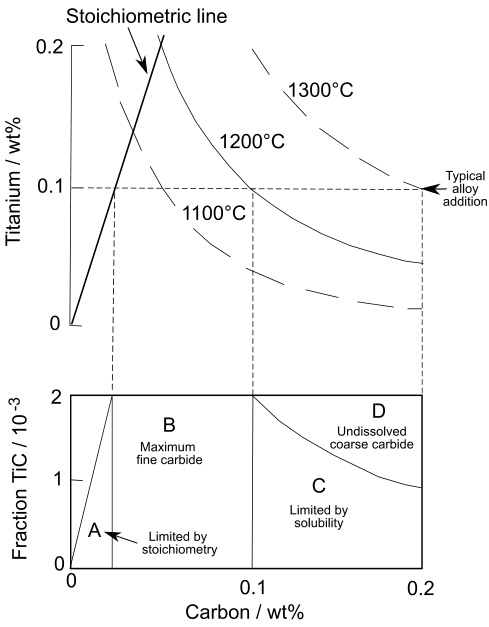 Stoichiometric line
0.2
1300°C
1200°C
Typical
alloy
addition
0.1
1100°C
Titanium / wt%
0
2
B
Maximum
fine carbide
D
Undissolved
coarse carbide
1
C
Limited by
solubility
A
Limited by
stoichiometry
Fraction TiC / 10⁻³
0
0
0.1
0.2
Carbon / wt%